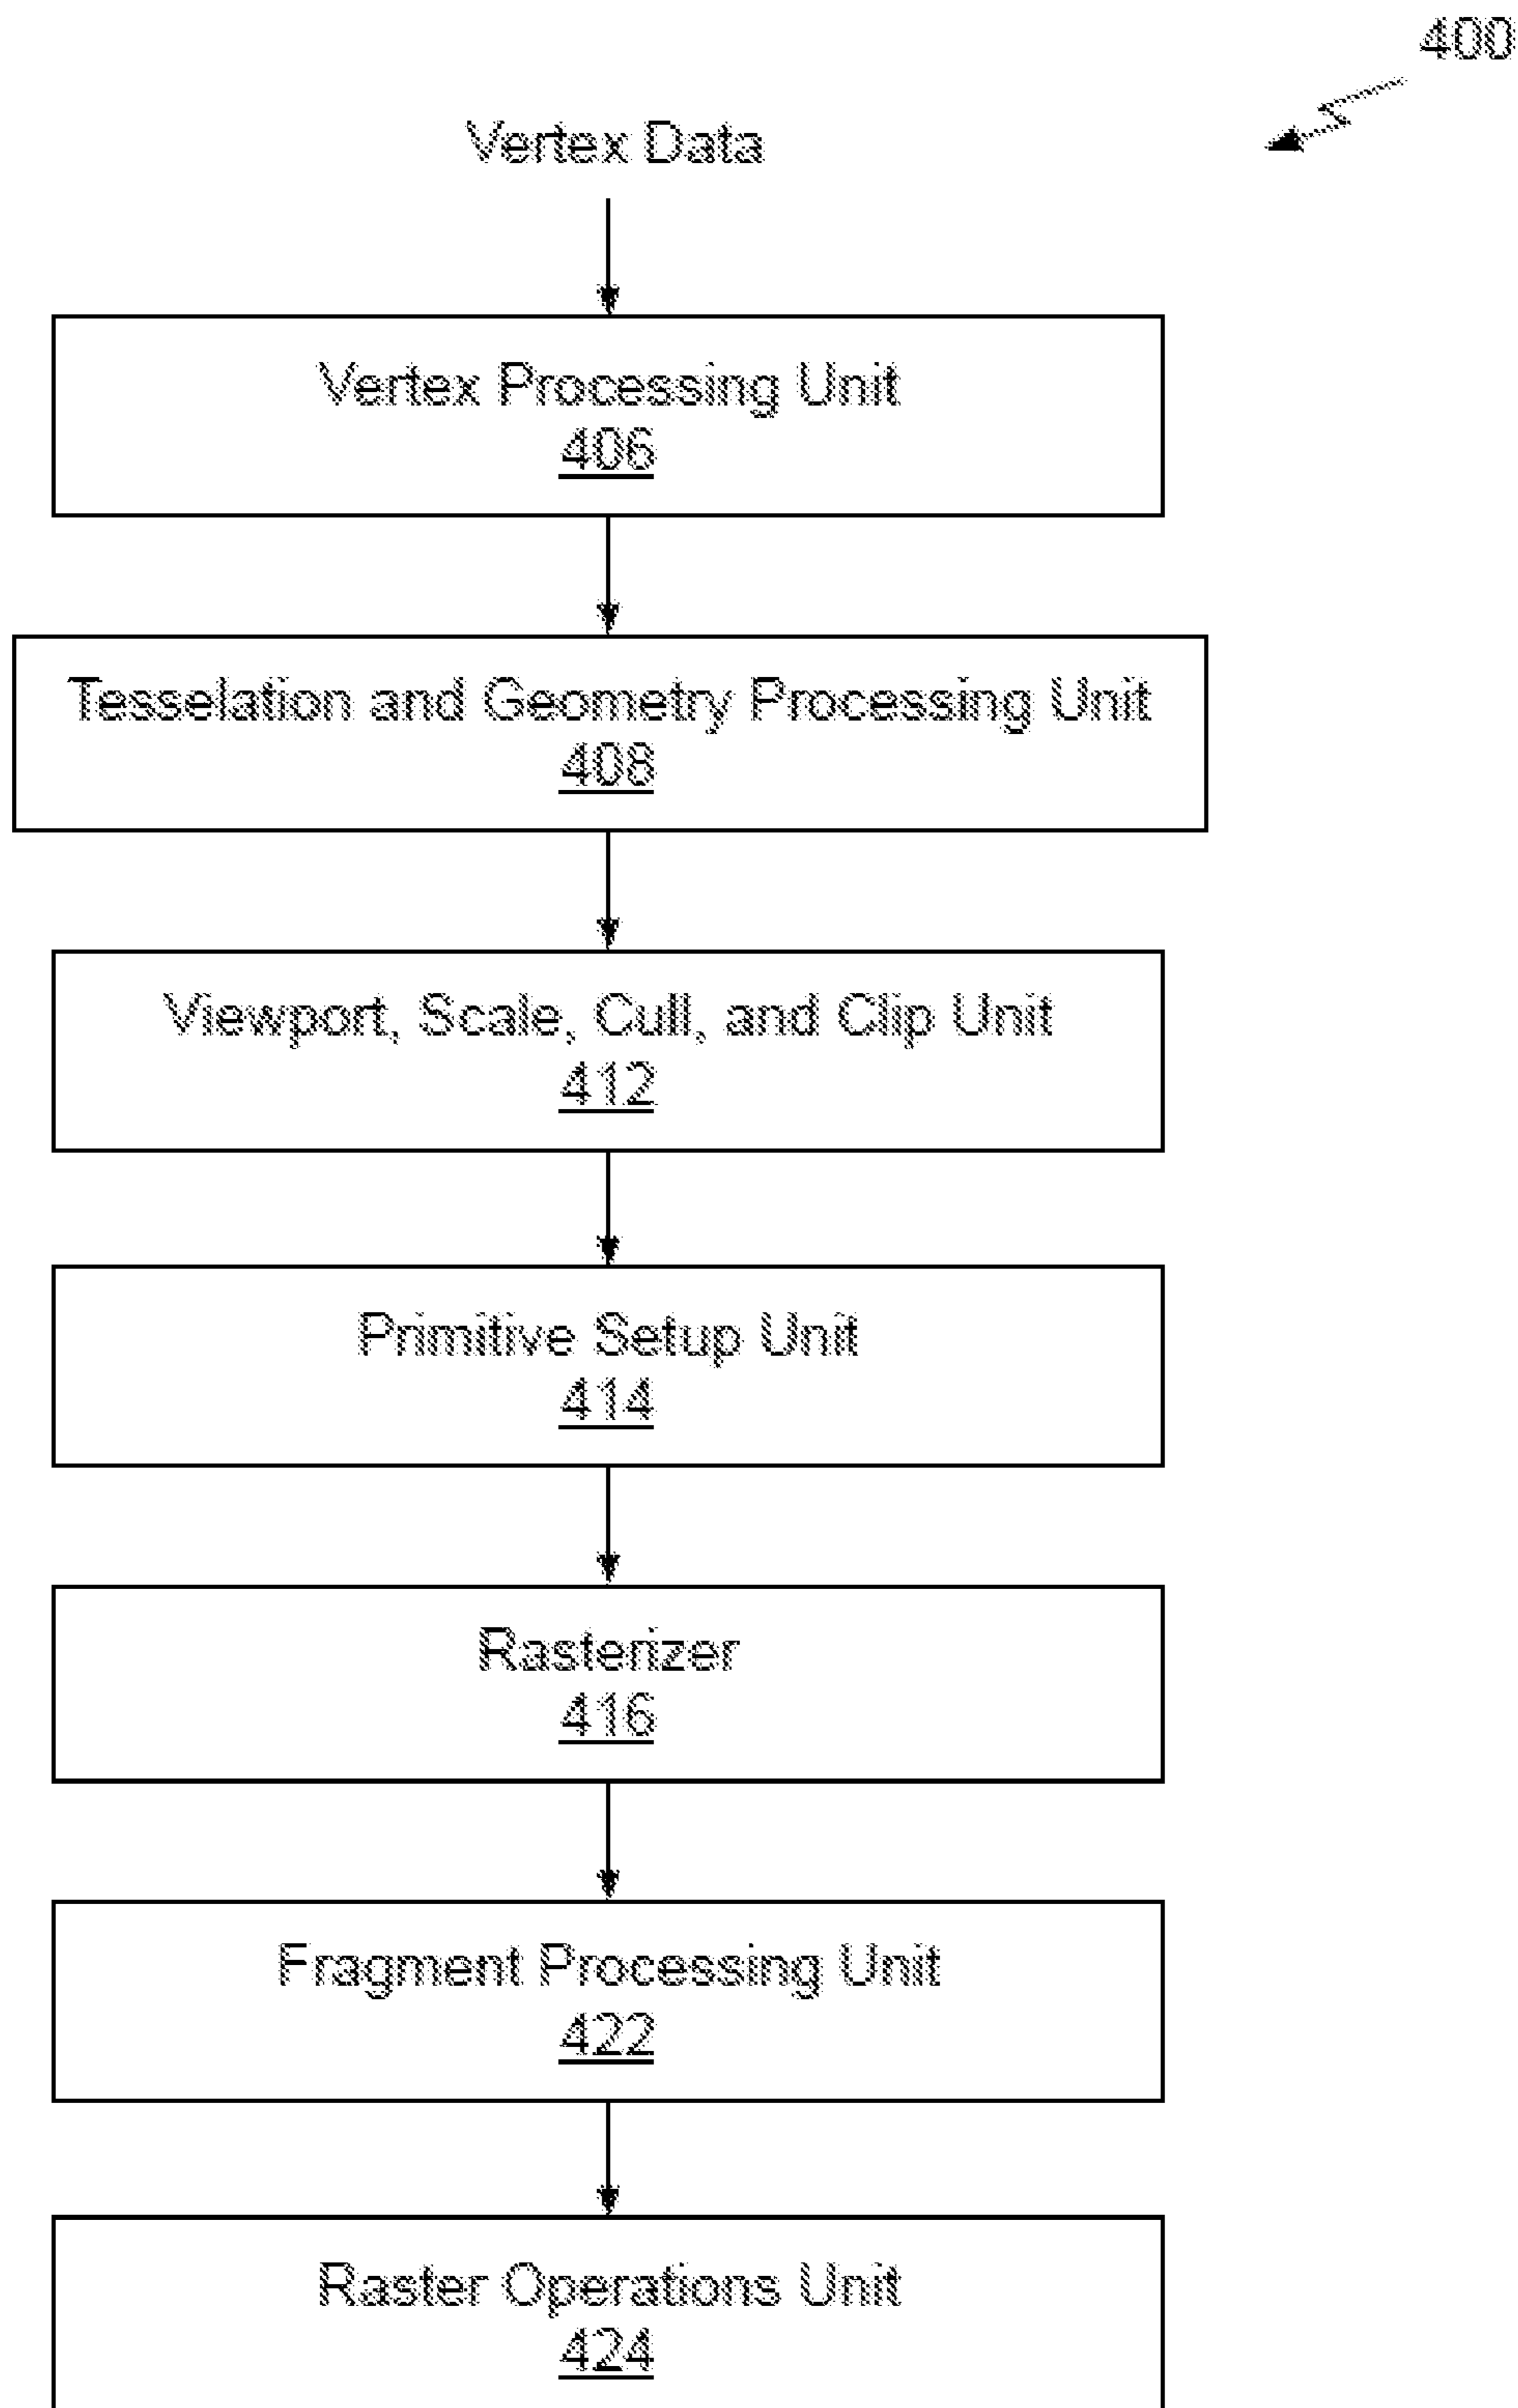 400
Vertex Data
Vertex Processing Unit
406
Tesselation and Geometry Processing Unit
408
Viewport, Scale, Cull, and Clip Unit
412
Primitive Setup Unit
414
Rasterizer
416
Fragment Processing Unit
422
Raster Operations Unit
424